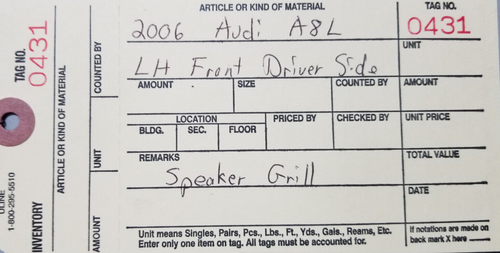 ARTICLE OR KIND OF MATERIAL
TAG NO.
2006 Audi A8L
0431
UNIT
LH Front Driver Side
AMOUNT SIZE COUNTED BY AMOUNT
LOCATION PRICED BY CHECKED BY UNIT PRICE
BLDG. SEC. FLOOR
REMARKS
TOTAL VALUE
Speaker Grill
DATE
Unit means Singles, Pairs, Pcs., Lbs., Ft., Yds., Gals., Reams, Etc.
Enter only one item on tag. All tags must be accounted for.
If notations are made on
back mark X here
ULINE
1-800-295-5510
INVENTORY
TAG NO.
0431
ARTICLE OR KIND OF MATERIAL
COUNTED BY
UNIT
AMOUNT